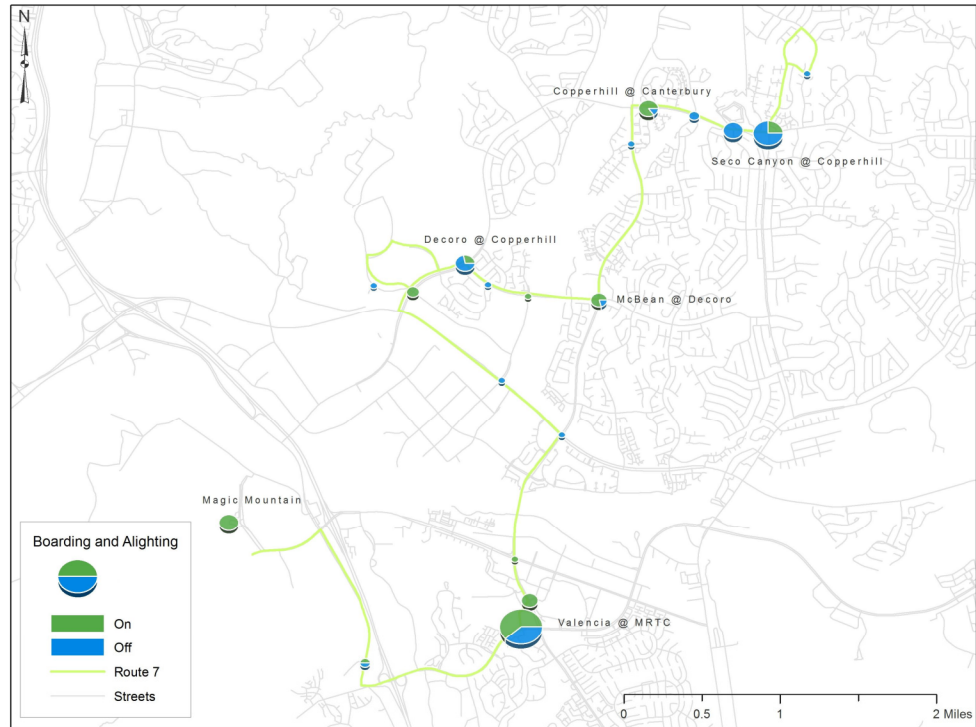 N
Copperhill @ Canterbury
Seco Canyon @ Copperhill
Decoro @ Copperhill
McBean @ Decoro
Magic Mountain
Boarding and Alighting
On
Off
Route 7
Streets
Valencia @ MRTC
0 0.5 1 2 Miles